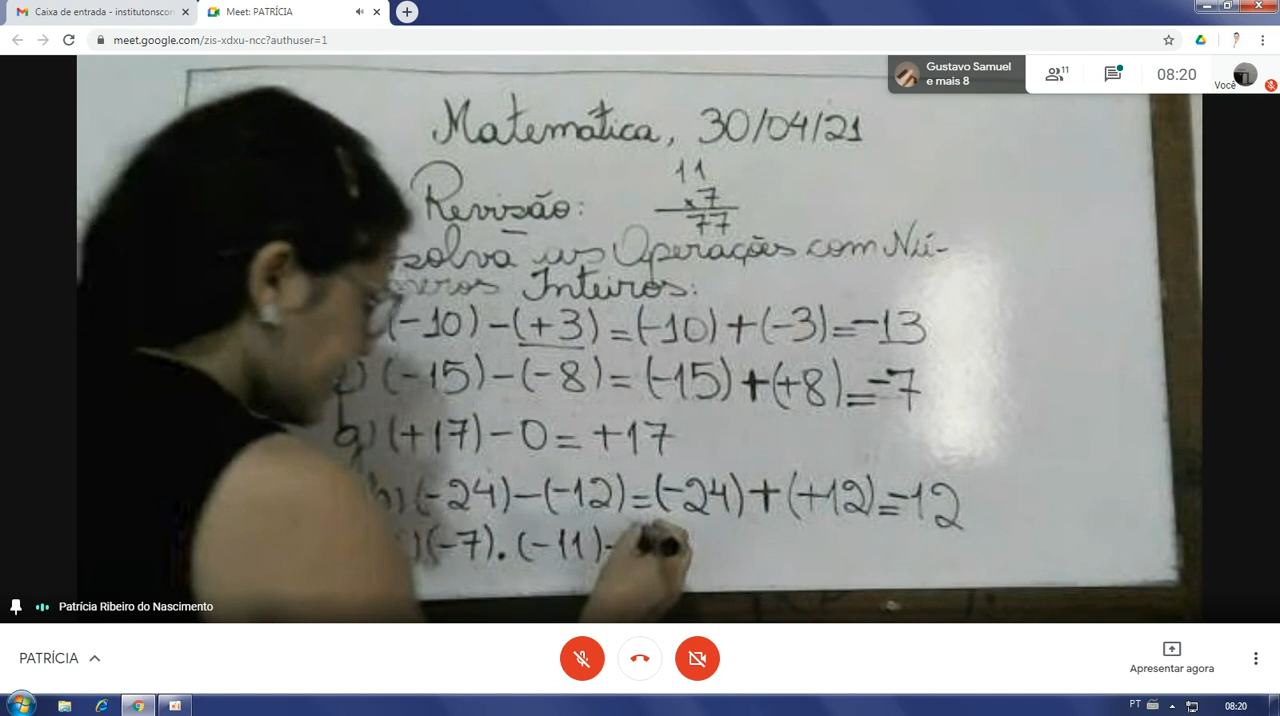 Caixa de entrada - institutonscon
Meet: PATRÍCIA
meet.google.com/zis-xdxu-ncc?authuser=1
Gustavo Samuel
e mais 8
11
08:20
Você
Matemática, 30/04/21
Revisão:
11
x7
77
solva as Operações com Nú-
meros Inteiros:
(-10) - (+3) = (-10) + (-3) = -13
) (-15) - (-8) = (-15) + (+8) = -7
g) (+17) - 0 = +17
h) (-24) - (-12) = (-24) + (+12) = -12
) (-7) . (-11)
Patrícia Ribeiro do Nascimento
PATRÍCIA
Apresentar agora
PT
08:20